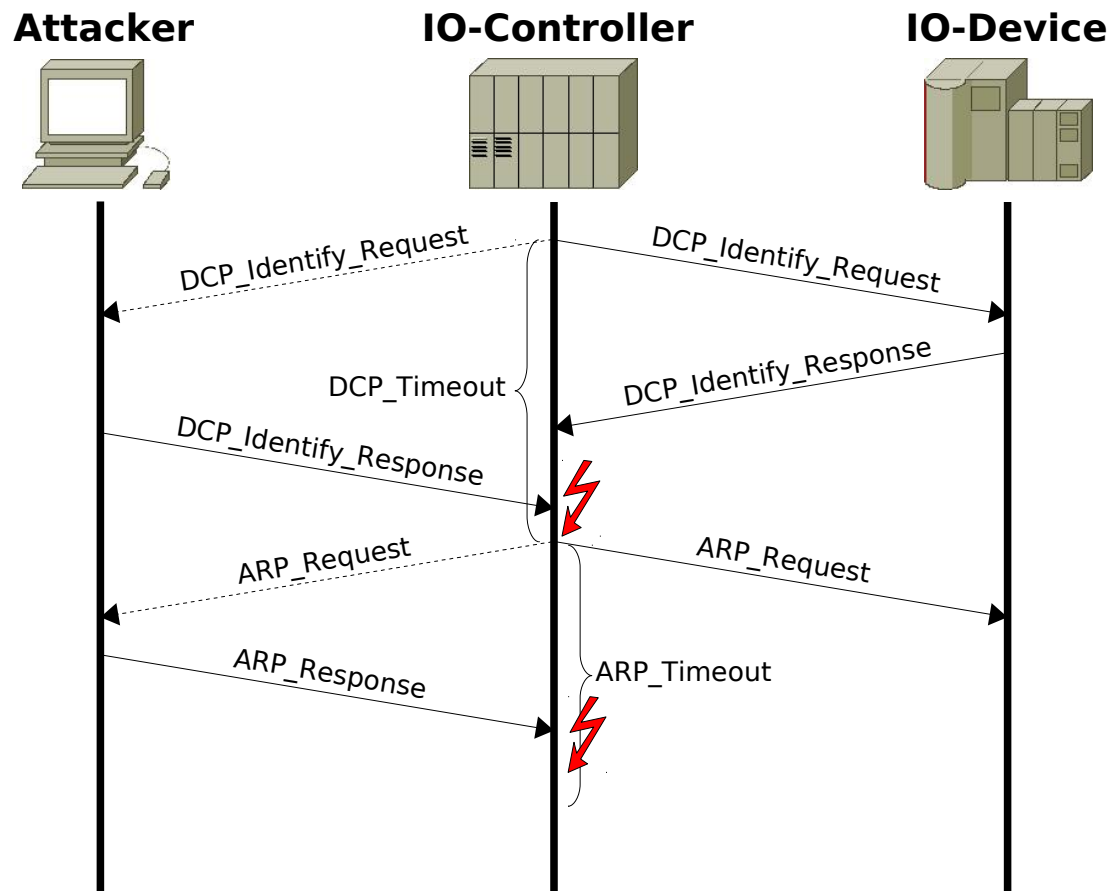 Attacker
IO-Controller
IO-Device
DCP_Identify_Request
DCP_Identify_Request
DCP_Identify_Response
DCP_Timeout
DCP_Identify_Response
ARP_Request
ARP_Request
ARP_Response
ARP_Timeout